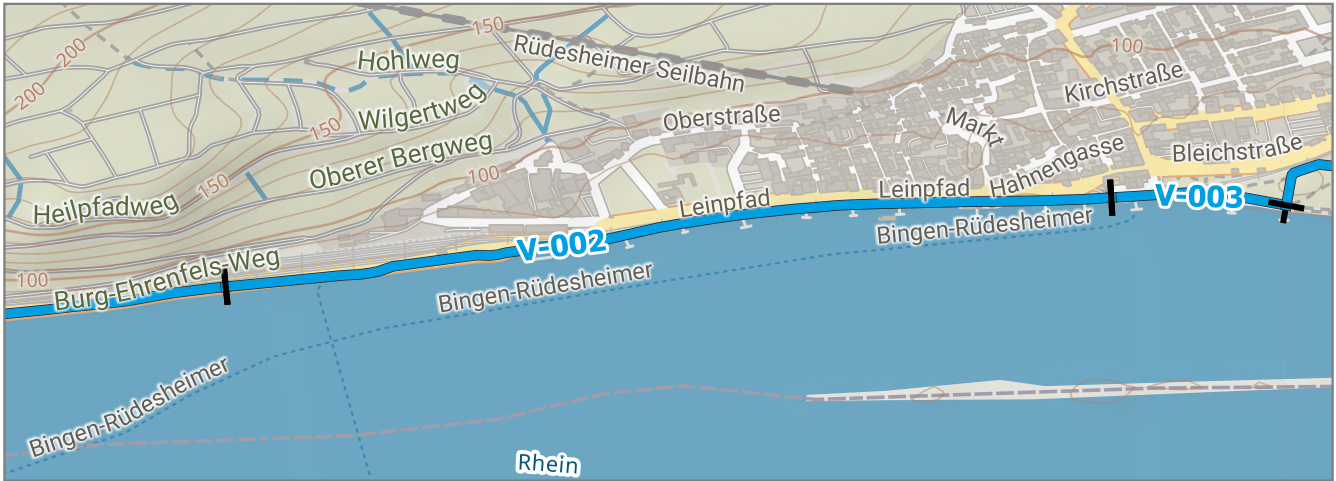 150
200
Hohlweg
Rüdesheimer Seilbahn
100
200
Wilgertweg
Kirchstraße
150
Oberstraße
Markt
Oberer Bergweg
Bleichstraße
100
Hahnengasse
150
Heilpfadweg
Leinpfad
Leinpfad
V-003
Bingen-Rüdesheimer
V-002
100
Burg-Ehrenfels-Weg
Bingen-Rüdesheimer
Bingen-Rüdesheimer
Rhein